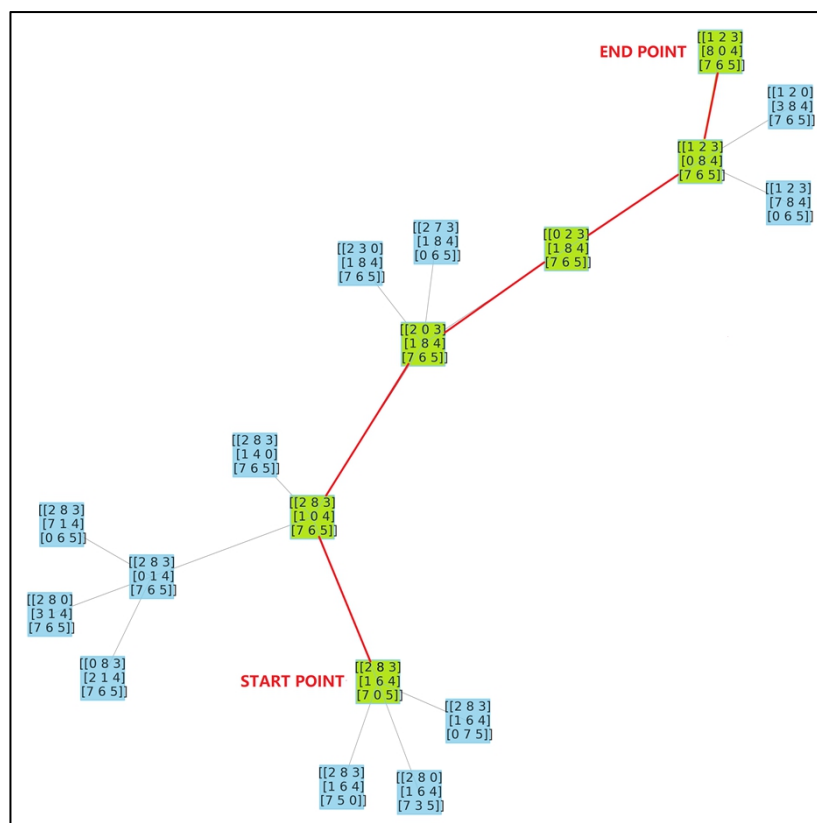 [[1 2 3]
[8 0 4]
[7 6 5]]
END POINT
[[1 2 0]
[3 8 4]
[7 6 5]]
[[1 2 3]
[0 8 4]
[7 6 5]]
[[1 2 3]
[7 8 4]
[0 6 5]]
[[2 7 3]
[1 8 4]
[0 6 5]]
[[0 2 3]
[1 8 4]
[7 6 5]]
[[2 3 0]
[1 8 4]
[7 6 5]]
[[2 0 3]
[1 8 4]
[7 6 5]]
[[2 8 3]
[1 4 0]
[7 6 5]]
[[2 8 3]
[1 0 4]
[7 6 5]]
[[2 8 3]
[7 1 4]
[0 6 5]]
[[2 8 3]
[0 1 4]
[7 6 5]]
[[2 8 0]
[3 1 4]
[7 6 5]]
[[0 8 3]
[2 1 4]
[7 6 5]]
START POINT
[[2 8 3]
[1 6 4]
[7 0 5]]
[[2 8 3]
[1 6 4]
[0 7 5]]
[[2 8 3]
[1 6 4]
[7 5 0]]
[[2 8 0]
[1 6 4]
[7 3 5]]